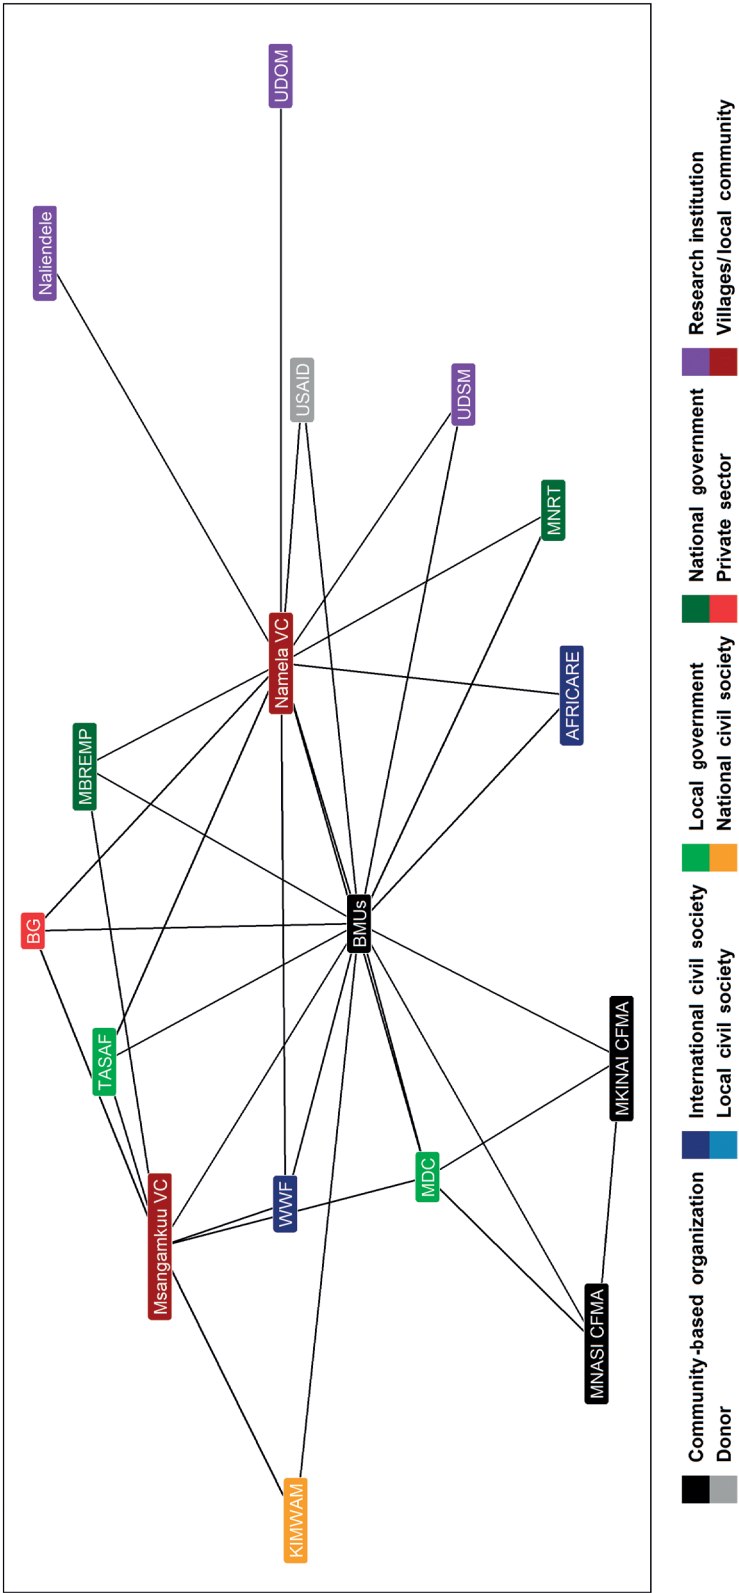 BG
Naliendele
TASAF
MBREMP
Msangamkuu VC
KIMWAM
WWF
Namela VC
USAID
UDOM
BMUs
MDC
UDSM
MNRT
MNASI CFMA
MKINAI CFMA
AFRICARE
Community-based organization
International civil society
Local government
National government
Research institution
Donor
Local civil society
National civil society
Private sector
Villages/local community